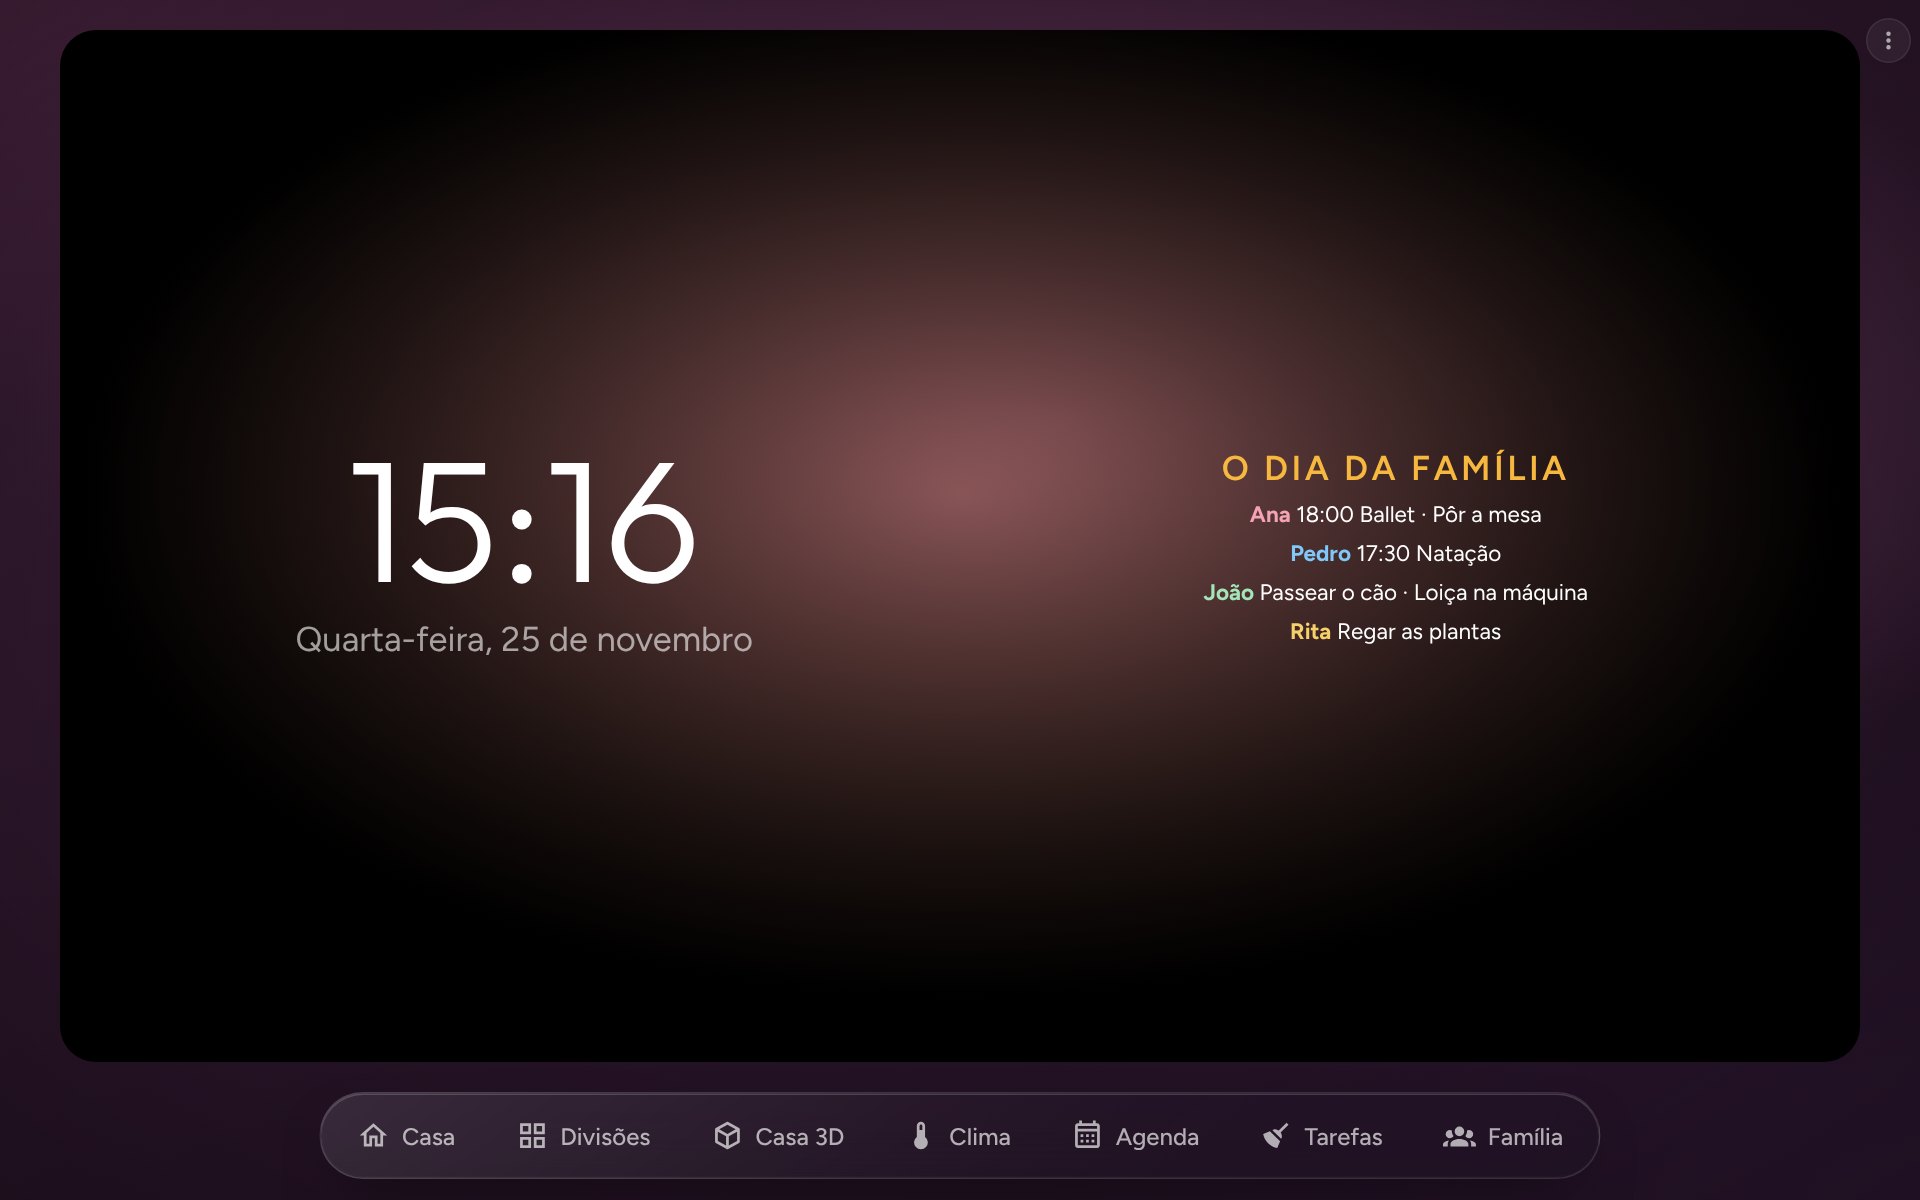 15:16
Quarta-feira, 25 de novembro
O DIA DA FAMÍLIA
Ana 18:00 Ballet · Pôr a mesa
Pedro 17:30 Natação
João Passear o cão · Loiça na máquina
Rita Regar as plantas
Casa
Divisões
Casa 3D
Clima
Agenda
Tarefas
Família